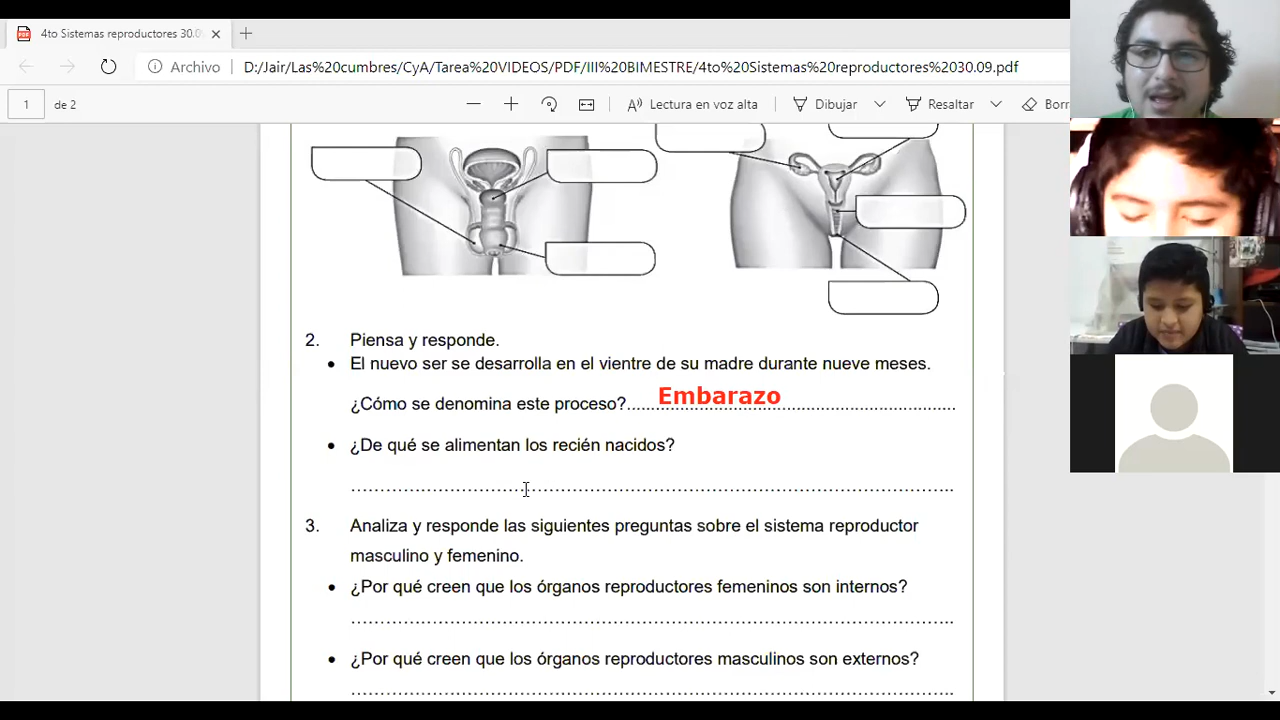 4to Sistemas reproductores 30.0
Archivo D:/Jair/Las%20cumbres/CyA/Tarea%20VIDEOS/PDF/III%20BIMESTRE/4to%20Sistemas%20reproductores%2030.09.pdf
1 de 2 Lectura en voz alta Dibujar Resaltar Borr
2. Piensa y responde.
• El nuevo ser se desarrolla en el vientre de su madre durante nueve meses.
¿Cómo se denomina este proceso?..... Embarazo
• ¿De qué se alimentan los recién nacidos?
3. Analiza y responde las siguientes preguntas sobre el sistema reproductor
masculino y femenino.
• ¿Por qué creen que los órganos reproductores femeninos son internos?
• ¿Por qué creen que los órganos reproductores masculinos son externos?